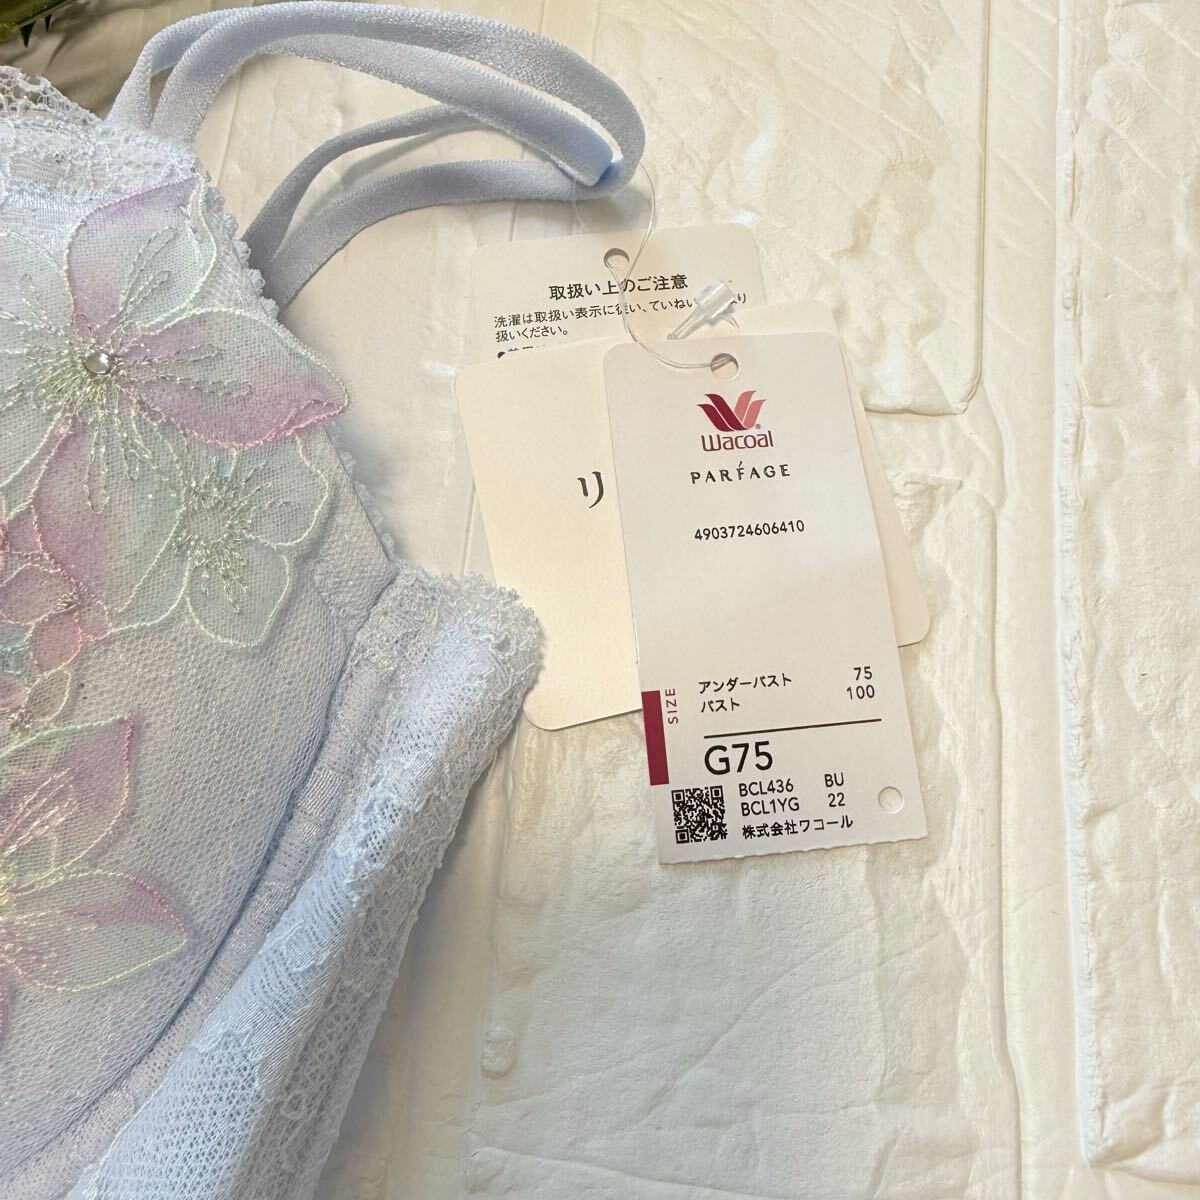 取扱い上のご注意
洗濯は取扱い表示に従い、ていねい
扱いください。
リ
Wacoal
PARFAGE
4903724606410
SIZE
アンダーバスト 75
バスト 100
G75
BCL436 BU
BCL1YG 22
株式会社ワコール